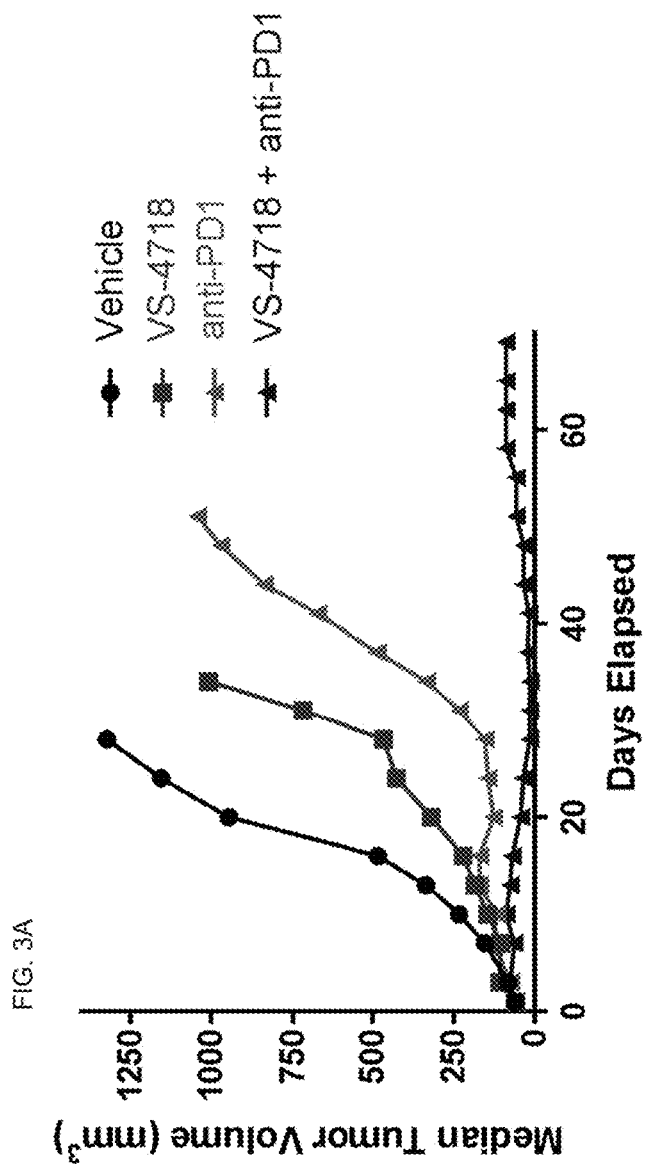 FIG. 3A
Vehicle
VS-4718
anti-PD1
VS-4718 + anti-PD1
Median Tumor Volume (mm³)
1250
1000
750
500
250
0
0
20
40
60
Days Elapsed